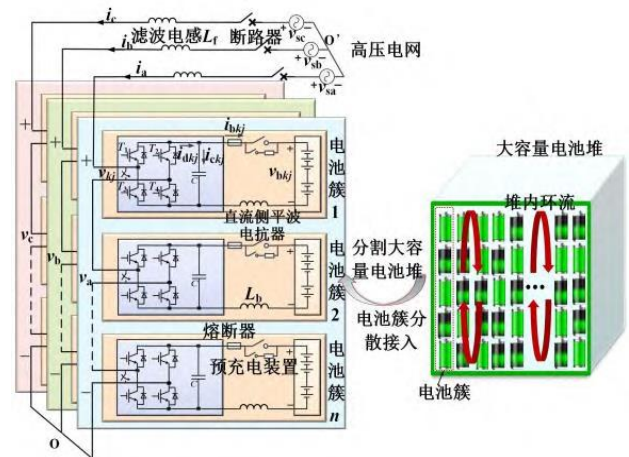 i_c
滤波电感L_f 断路器
O'
v_sc
i_b
v_sb
高压电网
i_a
v_sa
电池簇1
i_bkj
T_1
T_2
i_dkj
i_ckj
C
v_kj
T_3
T_4
v_bkj
直流侧平波
电抗器
电池簇2
C
L_b
v_c
v_b
v_a
熔断器
预充电装置
电池簇n
C
O
大容量电池堆
堆内环流
分割大容
量电池堆
电池簇分
散接入
电池簇